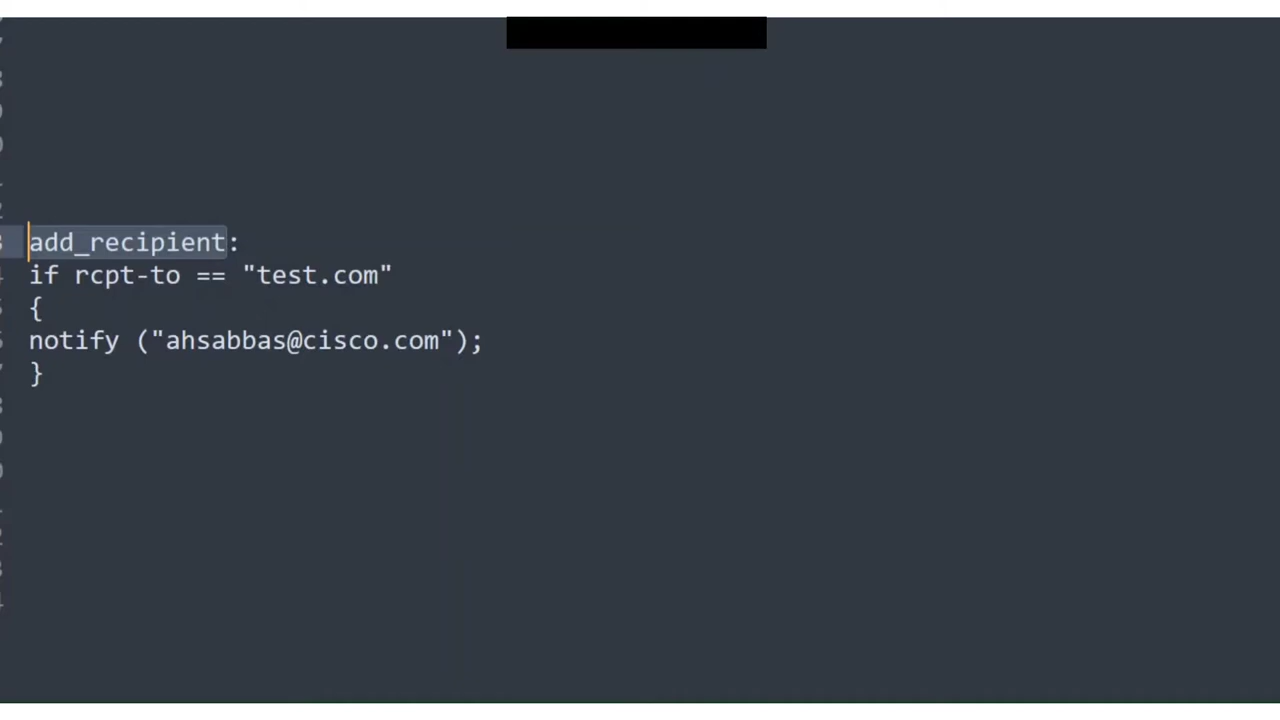 add_recipient:
if rcpt-to == "test.com"
{
notify ("ahsabbas@cisco.com");
}